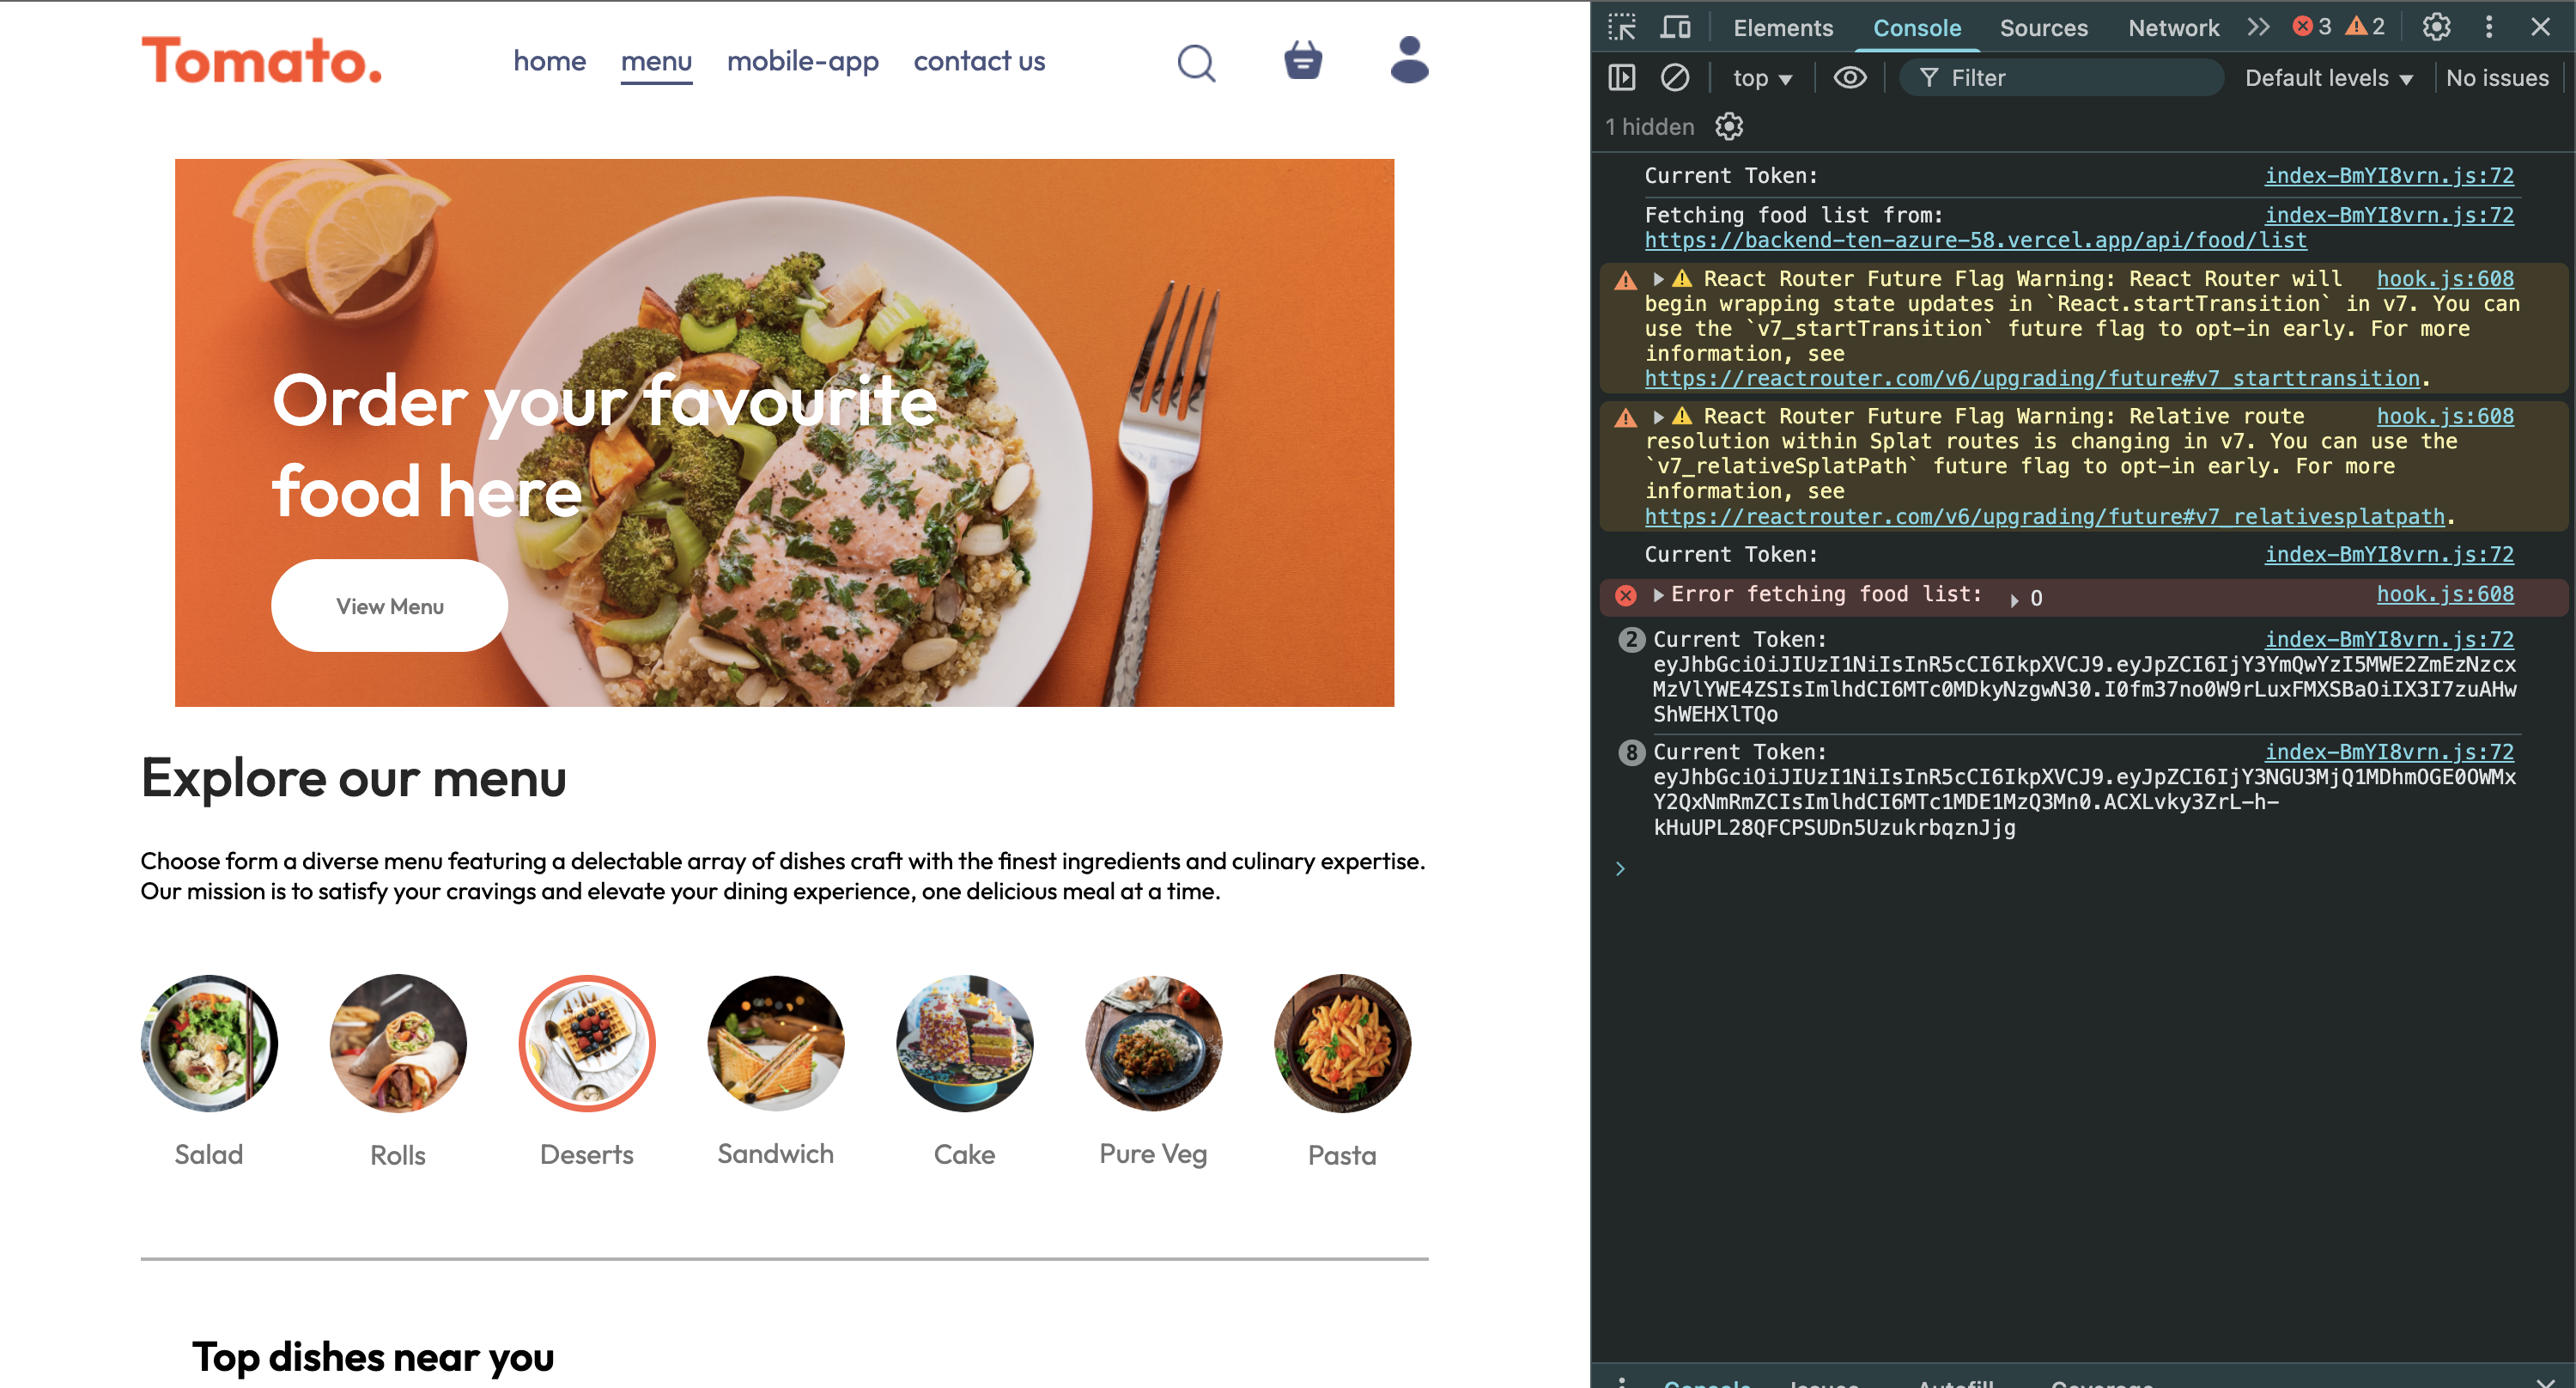 Tomato.
home menu mobile-app contact us
Order your favourite
food here
View Menu
Explore our menu
Choose form a diverse menu featuring a delectable array of dishes craft with the finest ingredients and culinary expertise.
Our mission is to satisfy your cravings and elevate your dining experience, one delicious meal at a time.
Salad Rolls Deserts Sandwich Cake Pure Veg Pasta
Top dishes near you
Elements Console Sources Network 3 2
top Filter Default levels No issues
1 hidden
Current Token: index-BmYI8vrn.js:72
Fetching food list from: index-BmYI8vrn.js:72
https://backend-ten-azure-58.vercel.app/api/food/list
React Router Future Flag Warning: React Router will hook.js:608
begin wrapping state updates in `React.startTransition` in v7. You can
use the `v7_startTransition` future flag to opt-in early. For more
information, see
https://reactrouter.com/v6/upgrading/future#v7_starttransition.
React Router Future Flag Warning: Relative route hook.js:608
resolution within Splat routes is changing in v7. You can use the
`v7_relativeSplatPath` future flag to opt-in early. For more
information, see
https://reactrouter.com/v6/upgrading/future#v7_relativesplatpath.
Current Token: index-BmYI8vrn.js:72
Error fetching food list: O hook.js:608
2 Current Token: index-BmYI8vrn.js:72
eyJhbGciOiJIUzI1NiIsInR5cCI6IkpXVCJ9.eyJpZCI6IjY3YmQwYzI5MWE2ZmEzNzcx
MzVlYWE4ZSIsImlhdCI6MTc0MDkyNzgwN30.I0fm37no0W9rLuxFMXSBaOiIX3I7zuAHw
ShWEHXlTQo
8 Current Token: index-BmYI8vrn.js:72
eyJhbGciOiJIUzI1NiIsInR5cCI6IkpXVCJ9.eyJpZCI6IjY3NGU3MjQ1MDhmOGE0OWMx
Y2QxNmRmZCIsImlhdCI6MTc1MDE1MzQ3Mn0.ACXLvky3ZrL-h-
kHuUPL28QFCPSUDn5UzukrbqznJjg
Console Issues Autofill Coverage